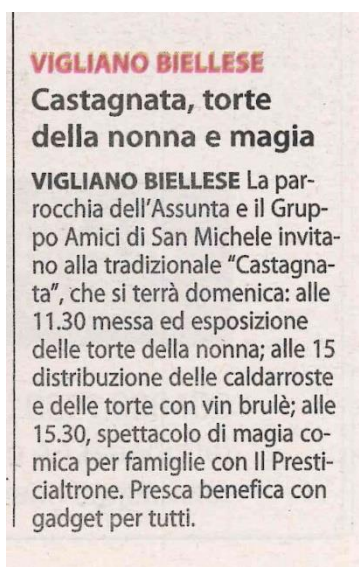 VIGLIANO BIELLESE
Castagnata, torte
della nonna e magia
VIGLIANO BIELLESE La par-
rocchia dell'Assunta e il Grup-
po Amici di San Michele invita-
no alla tradizionale "Castagna-
ta", che si terrà domenica: alle
11.30 messa ed esposizione
delle torte della nonna; alle 15
distribuzione delle caldarroste
e delle torte con vin brulè; alle
15.30, spettacolo di magia co-
mica per famiglie con Il Presti-
cialtrone. Presca benefica con
gadget per tutti.